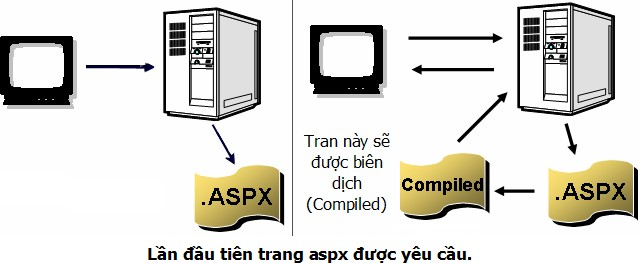 .ASPX
Tran này sẽ
được biên
dịch
(Compiled)
Compiled
.ASPX
Lần đầu tiên trang aspx được yêu cầu.